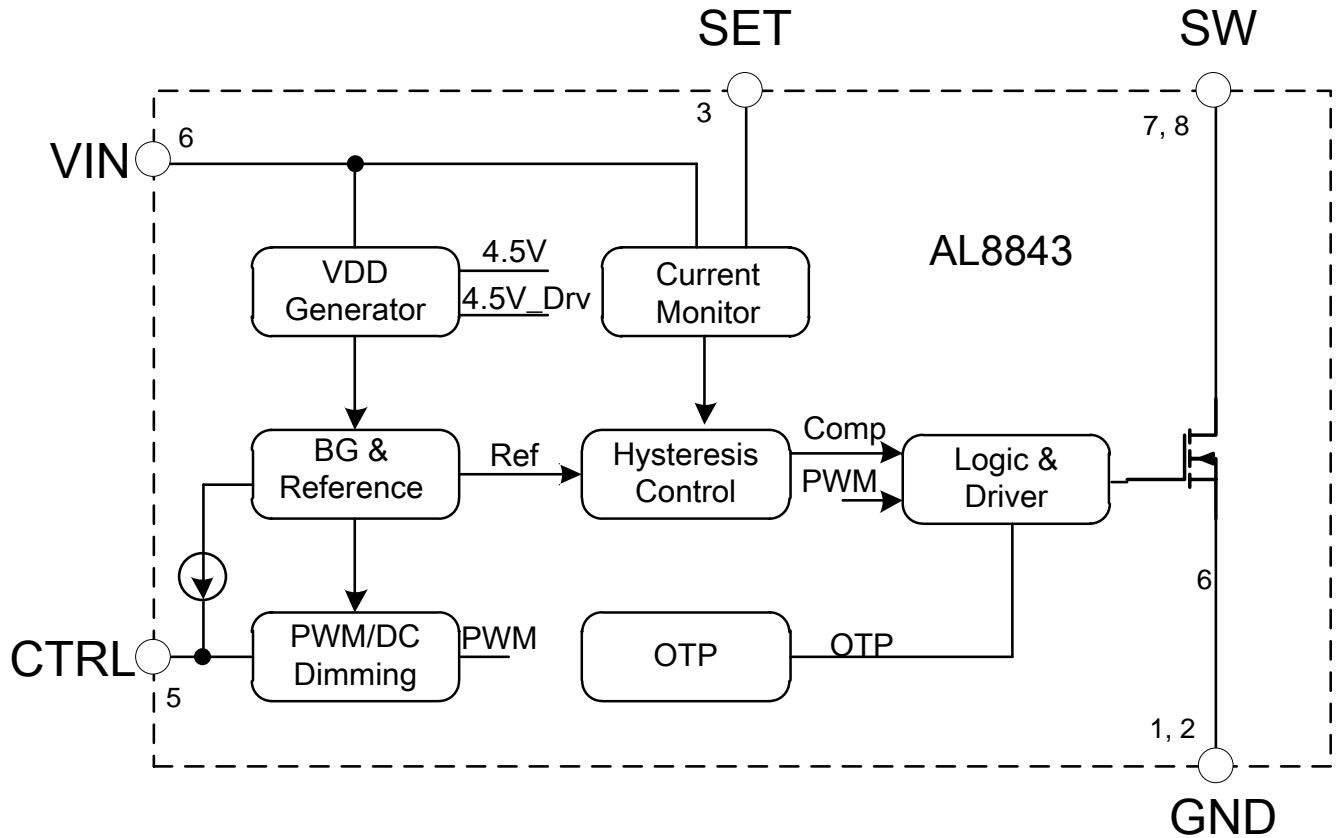 SET
SW
3
7, 8
VIN
6
AL8843
VDD
Generator
4.5V
4.5V_Drv
Current
Monitor
BG &
Reference
Ref
Hysteresis
Control
Comp
PWM
Logic &
Driver
6
CTRL
5
PWM/DC
Dimming
PWM
OTP
OTP
1, 2
GND